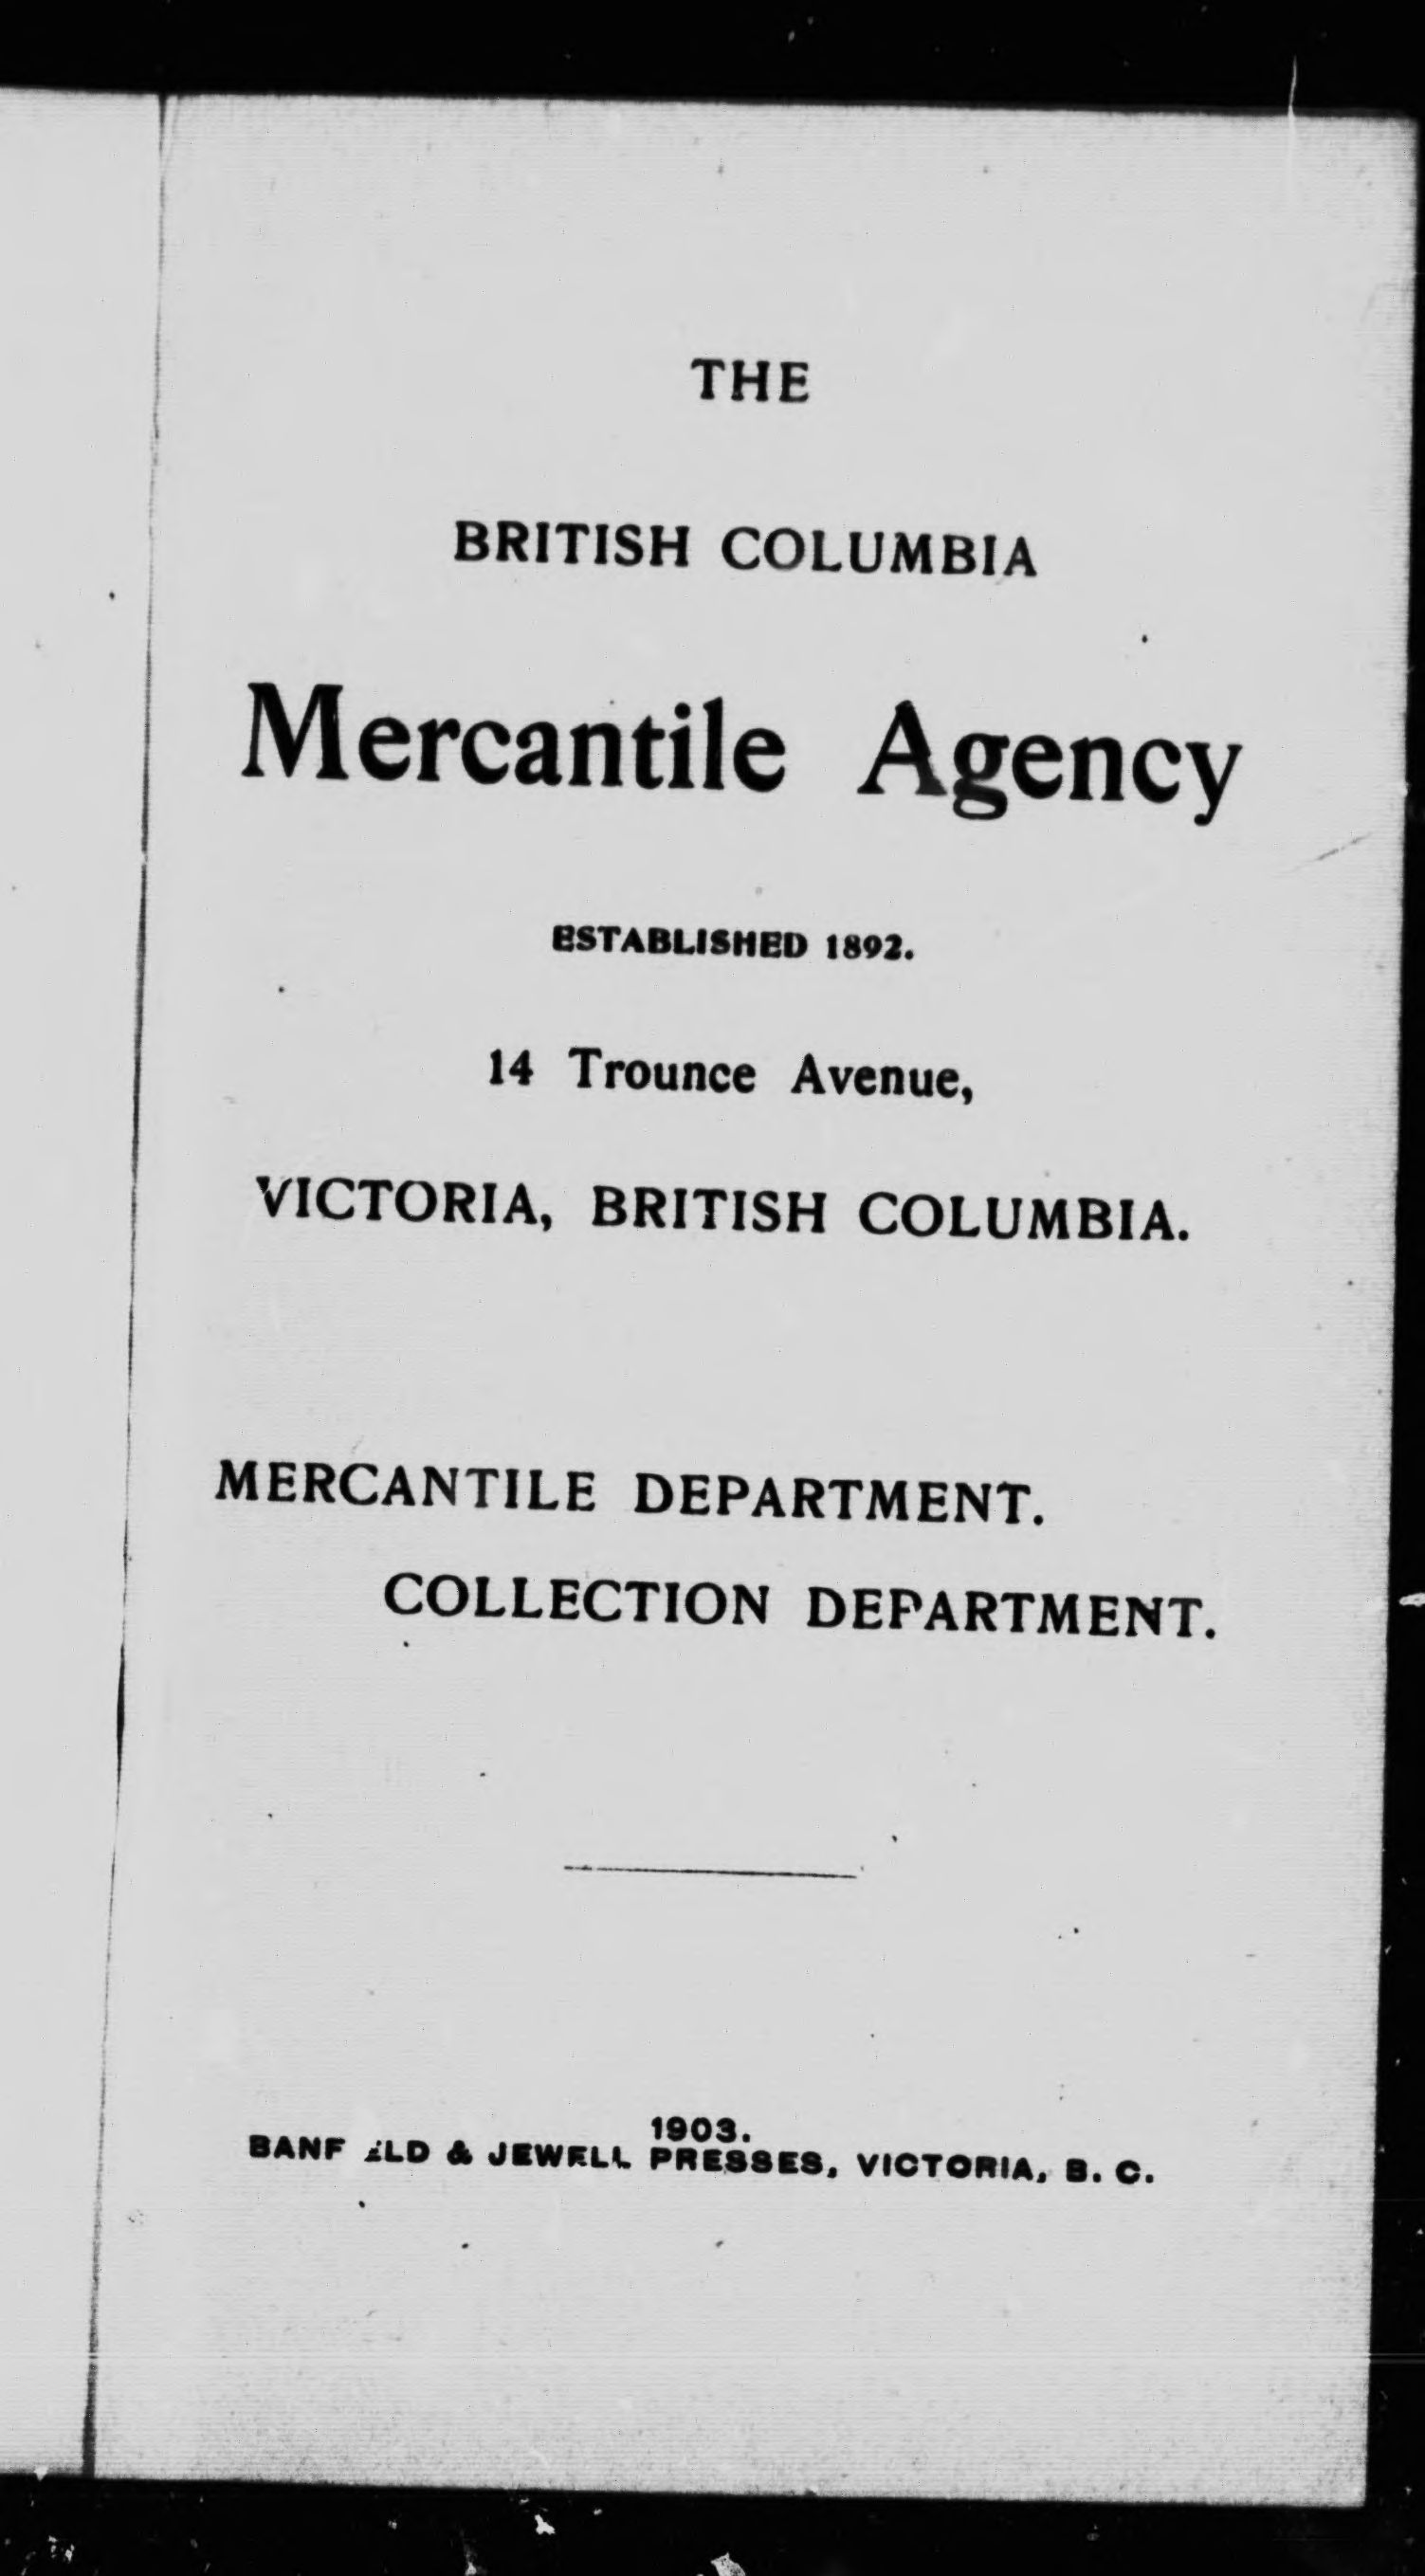 THE
BRITISH COLUMBIA
Mercantile Agency
ESTABLISHED 1892.
14 Trounce Avenue,
VICTORIA, BRITISH COLUMBIA.
MERCANTILE DEPARTMENT.
COLLECTION DEPARTMENT.
1903.
& JEWELL PRESSES, VICTORIA, B. C.